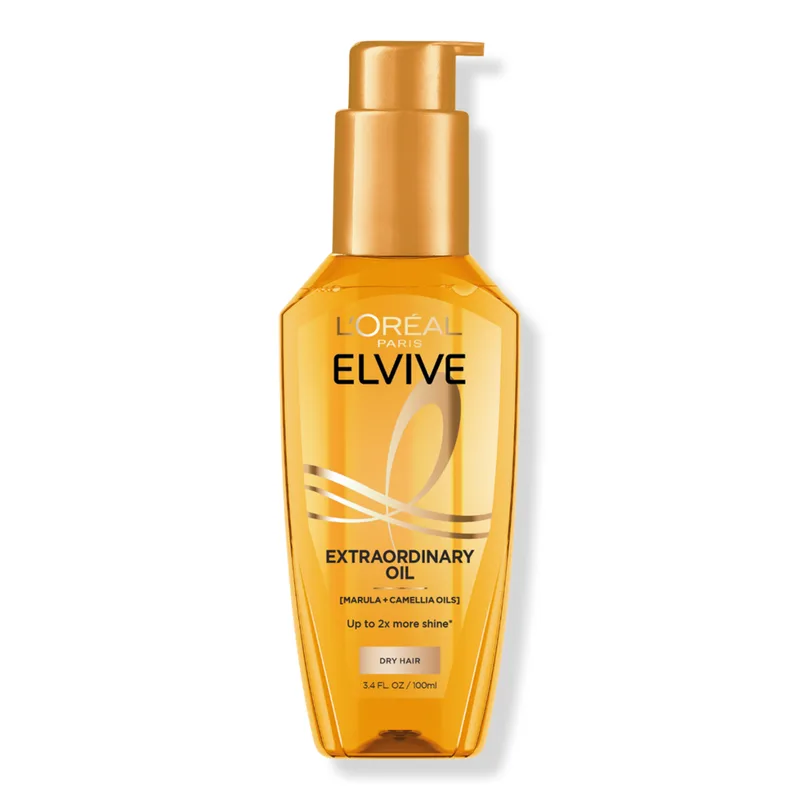 L'ORÉAL
PARIS
ELVIVE
EXTRAORDINARY
OIL
[MARULA + CAMELLIA OILS]
Up to 2x more shine*
DRY HAIR
3.4 FL. OZ / 100ml